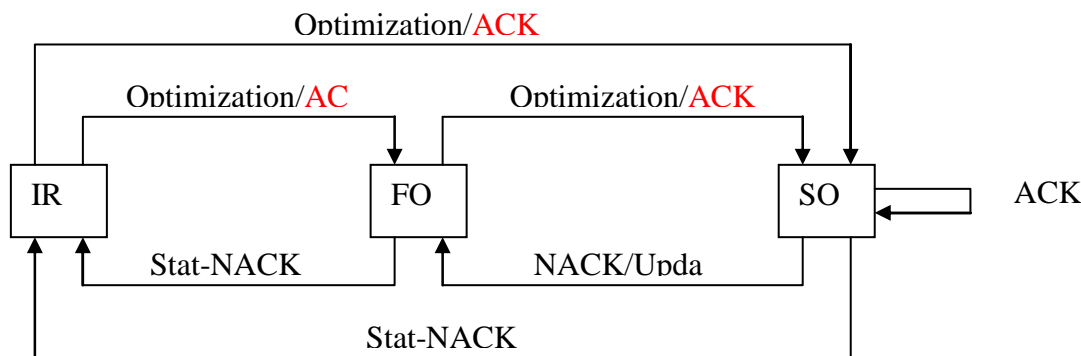 Optimization/ACK
Optimization/AC
Optimization/ACK
IR
FO
SO
ACK
Stat-NACK
NACK/Upda
Stat-NACK